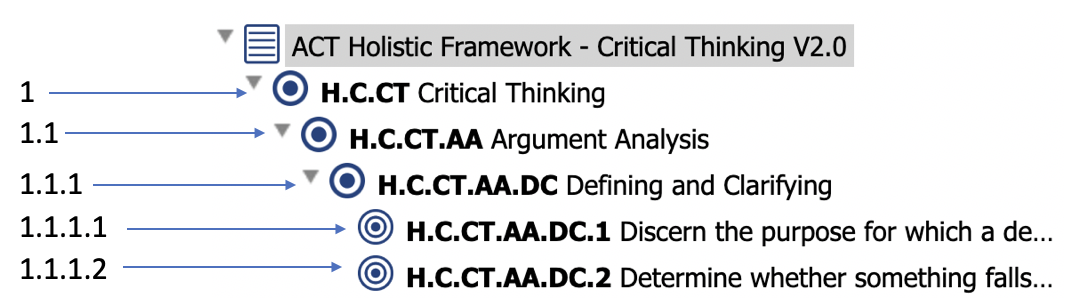 ACT Holistic Framework - Critical Thinking V2.0
1 H.C.CT Critical Thinking
1.1 H.C.CT.AA Argument Analysis
1.1.1 H.C.CT.AA.DC Defining and Clarifying
1.1.1.1 H.C.CT.AA.DC.1 Discern the purpose for which a de...
1.1.1.2 H.C.CT.AA.DC.2 Determine whether something falls...